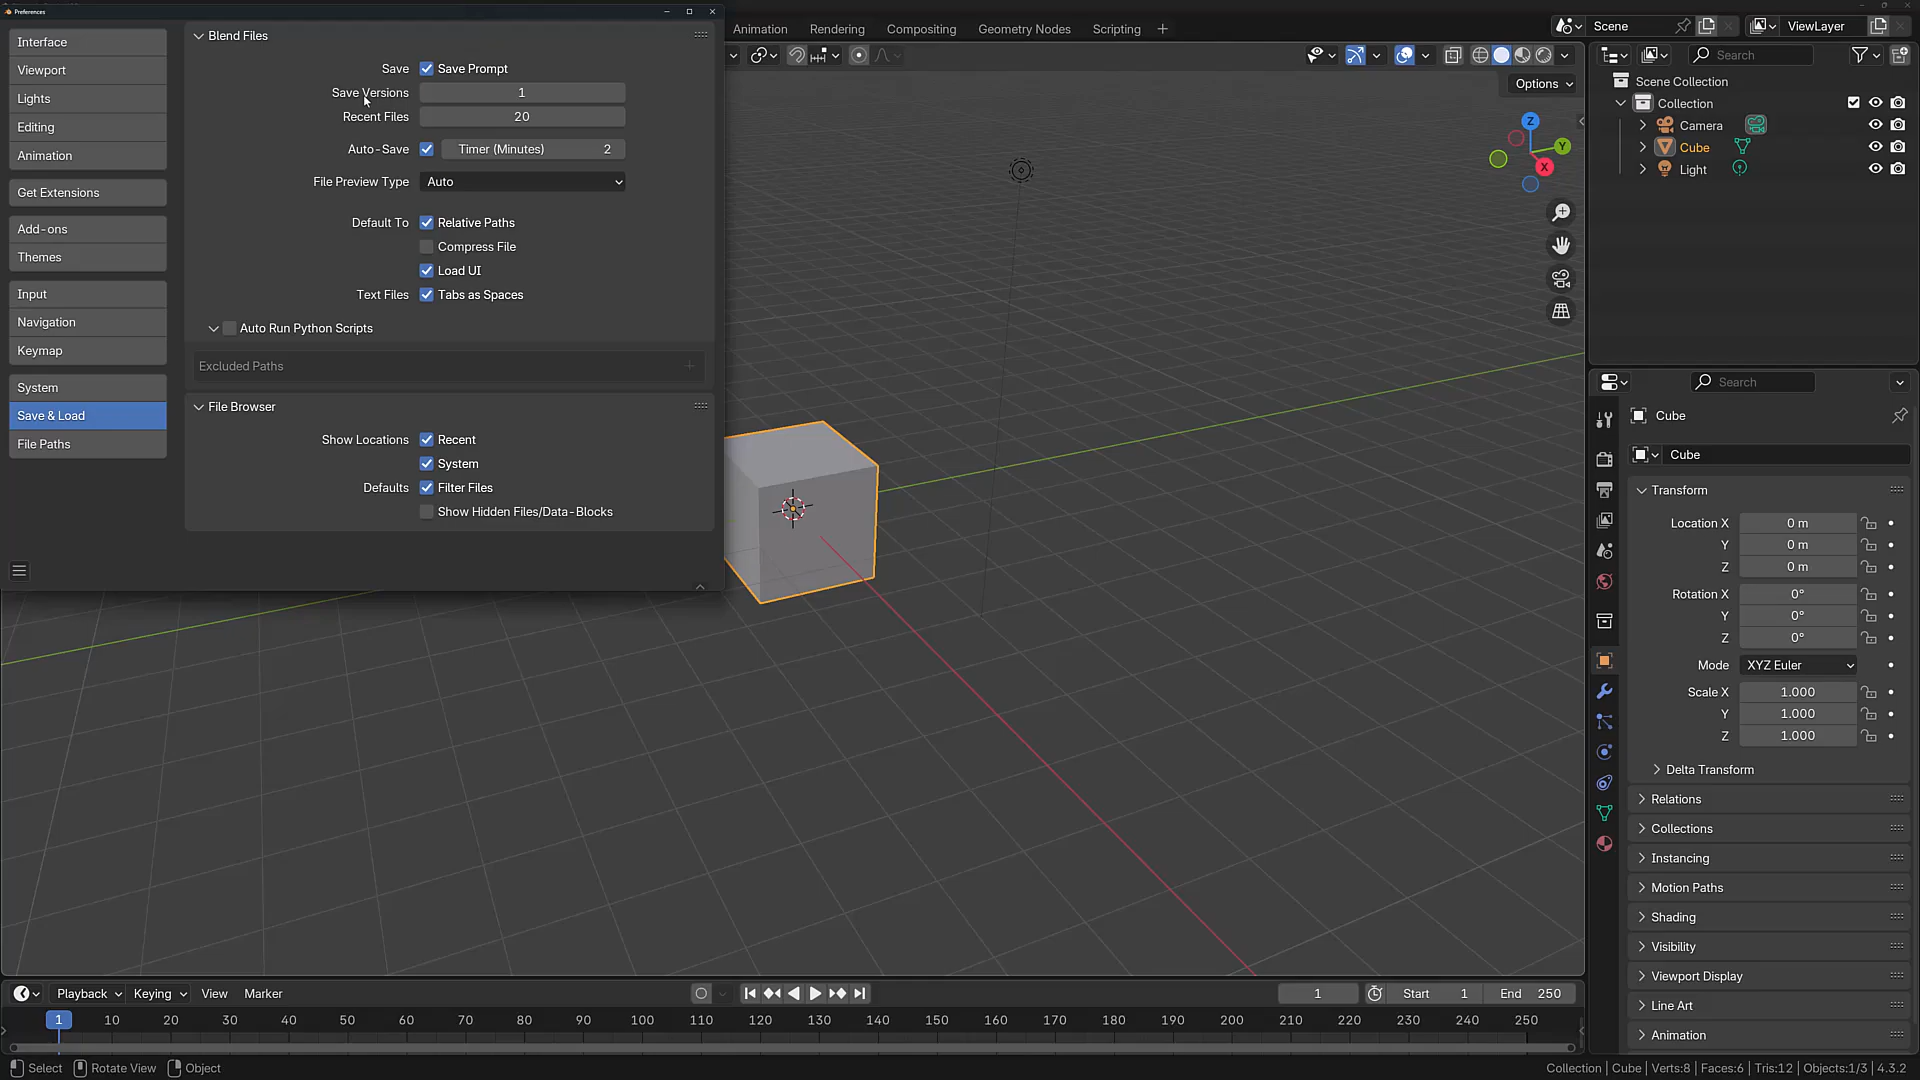 Preferences
Interface
Viewport
Lights
Editing
Animation
Get Extensions
Add-ons
Themes
Input
Navigation
Keymap
System
Save & Load
File Paths
Blend Files
Save Save Prompt
Save Versions 1
Recent Files 20
Auto-Save Timer (Minutes) 2
File Preview Type Auto
Default To Relative Paths
Compress File
Load UI
Text Files Tabs as Spaces
Auto Run Python Scripts
Excluded Paths
File Browser
Show Locations Recent
System
Defaults Filter Files
Show Hidden Files/Data-Blocks
Animation Rendering Compositing Geometry Nodes Scripting
Scene ViewLayer
Options
Z
Y
X
Search
Scene Collection
Collection
Camera
Cube
Light
Search
Cube
Cube
Transform
Location X 0 m
Y 0 m
Z 0 m
Rotation X 0°
Y 0°
Z 0°
Mode XYZ Euler
Scale X 1.000
Y 1.000
Z 1.000
Delta Transform
Relations
Collections
Instancing
Motion Paths
Shading
Visibility
Viewport Display
Line Art
Animation
Playback Keying View Marker 1 Start 1 End 250
1 10 20 30 40 50 60 70 80 90 100 110 120 130 140 150 160 170 180 190 200 210 220 230 240 250
Select Rotate View Object Collection | Cube | Verts:8 | Faces:6 | Tris:12 | Objects:1/3 | 4.3.2